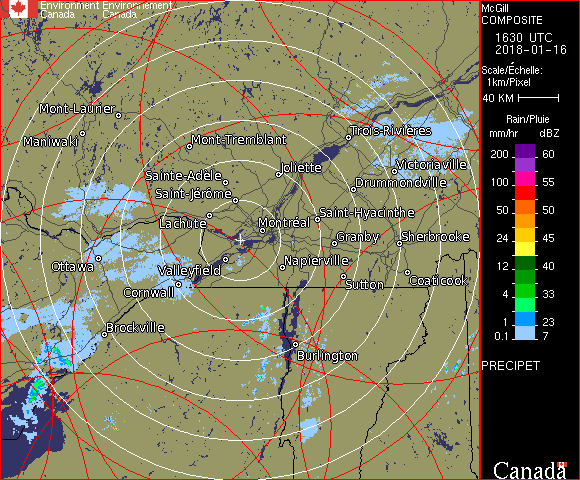 Environment Environnement
Canada Canada
Mont-Laurier
Maniwaki
Mont-Tremblant
Trois-Rivières
Joliette
Victoriaville
Sainte-Adèle
Drummondville
Saint-Jérôme
Saint-Hyacinthe
Lachute
Montréal
Granby
Sherbrooke
Ottawa
Valleyfield
Napierville
Coaticook
Cornwall
Sutton
Brockville
Burlington
McGill
COMPOSITE
1630 UTC
2018-01-16
Scale/Échelle:
1km/Pixel
40 KM
Rain/Pluie
mm/hr dBZ
200 60
150 57
100 55
50 50
24 45
12 40
4 33
1 23
0.1 7
PRECIPET
Canada